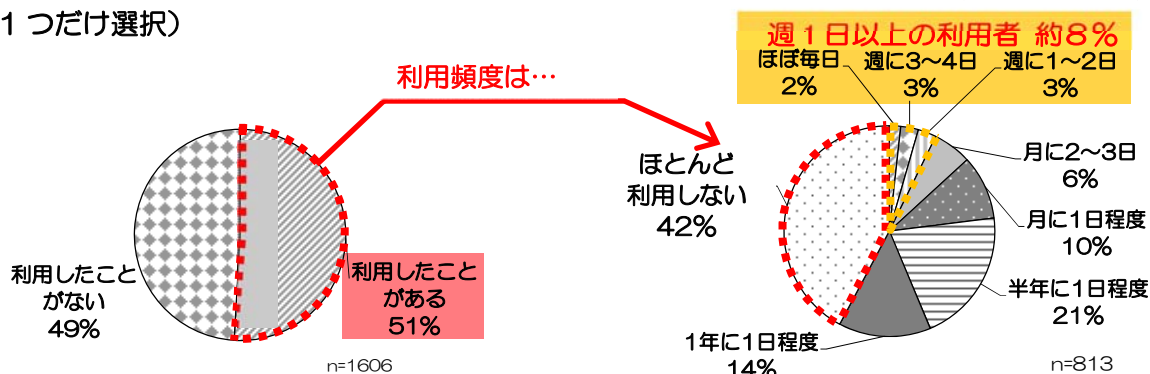 1つだけ選択）
利用頻度は…
利用したこと
がない
49%
利用したこと
がある
51%
n=1606
週１日以上の利用者 約８％
ほぼ毎日
2%
週に3～4日
3%
週に1～2日
3%
月に2～3日
6%
月に1日程度
10%
半年に1日程度
21%
1年に1日程度
14%
ほとんど
利用しない
42%
n=813